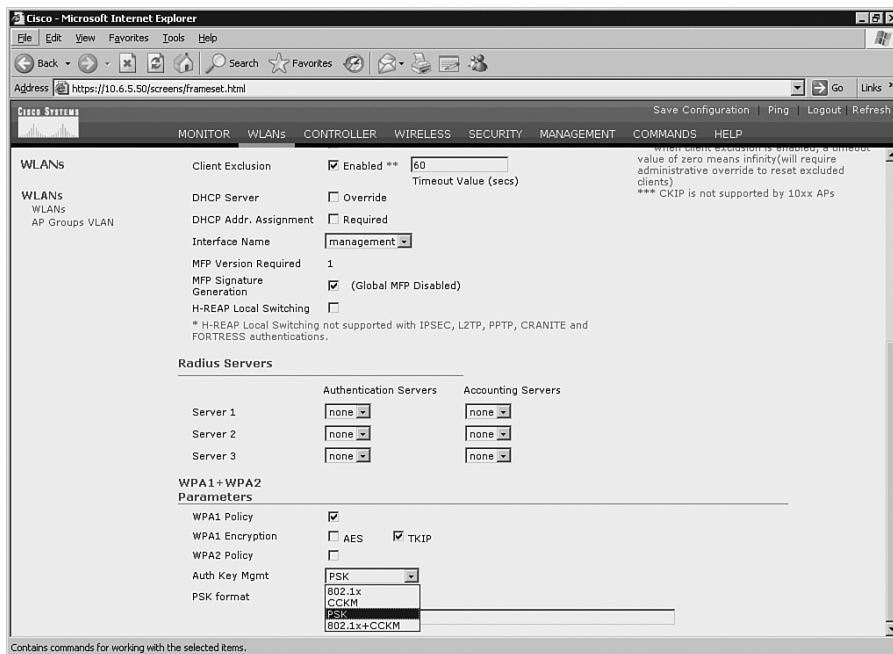 Cisco - Microsoft Internet Explorer
File Edit View Favorites Tools Help
Back Search Favorites
Address https://10.6.5.50/screens/frameset.html Go Links
CISCO SYSTEMS
Save Configuration | Ping | Logout | Refresh
MONITOR WLANs CONTROLLER WIRELESS SECURITY MANAGEMENT COMMANDS HELP
WLANs
WLANs
WLANs
AP Groups VLAN
Client Exclusion Enabled ** 60
Timeout Value (secs)
DHCP Server Override
DHCP Addr. Assignment Required
Interface Name management
MFP Version Required 1
MFP Signature
Generation (Global MFP Disabled)
H-REAP Local Switching
* H-REAP Local Switching not supported with IPSEC, L2TP, PPTP, CRANITE and
FORTRESS authentications.
when client exclusion is enabled, a timeout
value of zero means infinity(will require
administrative override to reset excluded
clients)
*** CKIP is not supported by 10xx APs
Radius Servers
Authentication Servers Accounting Servers
Server 1 none none
Server 2 none none
Server 3 none none
WPA1+WPA2
Parameters
WPA1 Policy
WPA1 Encryption AES TKIP
WPA2 Policy
Auth Key Mgmt PSK
PSK format
802.1x
CCKM
PSK
802.1x+CCKM
Contains commands for working with the selected items.